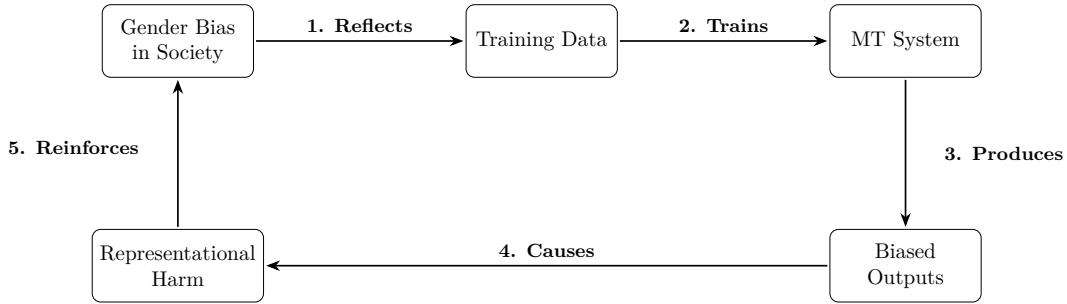 Gender Bias
in Society
1. Reflects
Training Data
2. Trains
MT System
3. Produces
Biased
Outputs
4. Causes
Representational
Harm
5. Reinforces